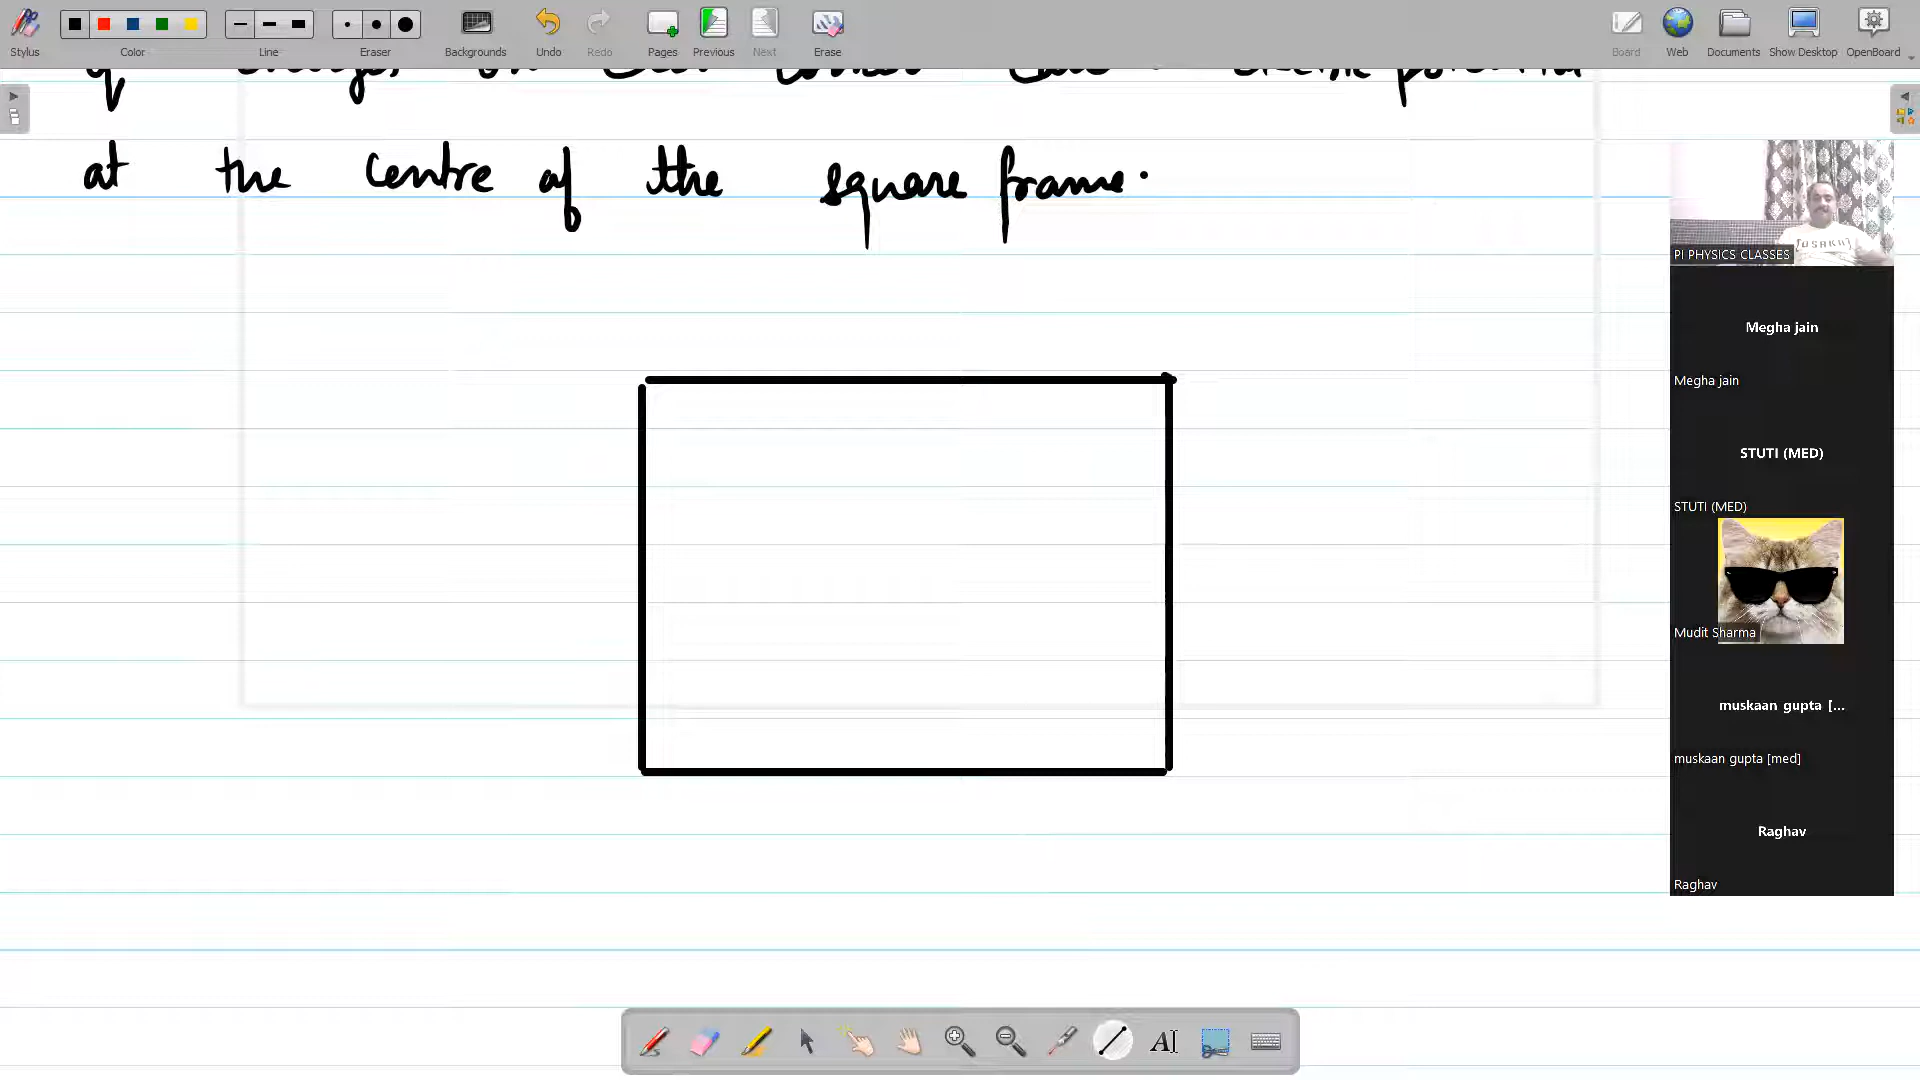 Stylus
Color
Line
Eraser
Backgrounds
Undo
Redo
Pages
Previous
Next
Erase
Board
Web
Documents
Show Desktop
OpenBoard
at the centre of the square frame.
TUSAKAT
PI PHYSICS CLASSES
Megha jain
Megha jain
STUTI (MED)
STUTI (MED)
Mudit Sharma
muskaan gupta [...
muskaan gupta [med]
Raghav
Raghav